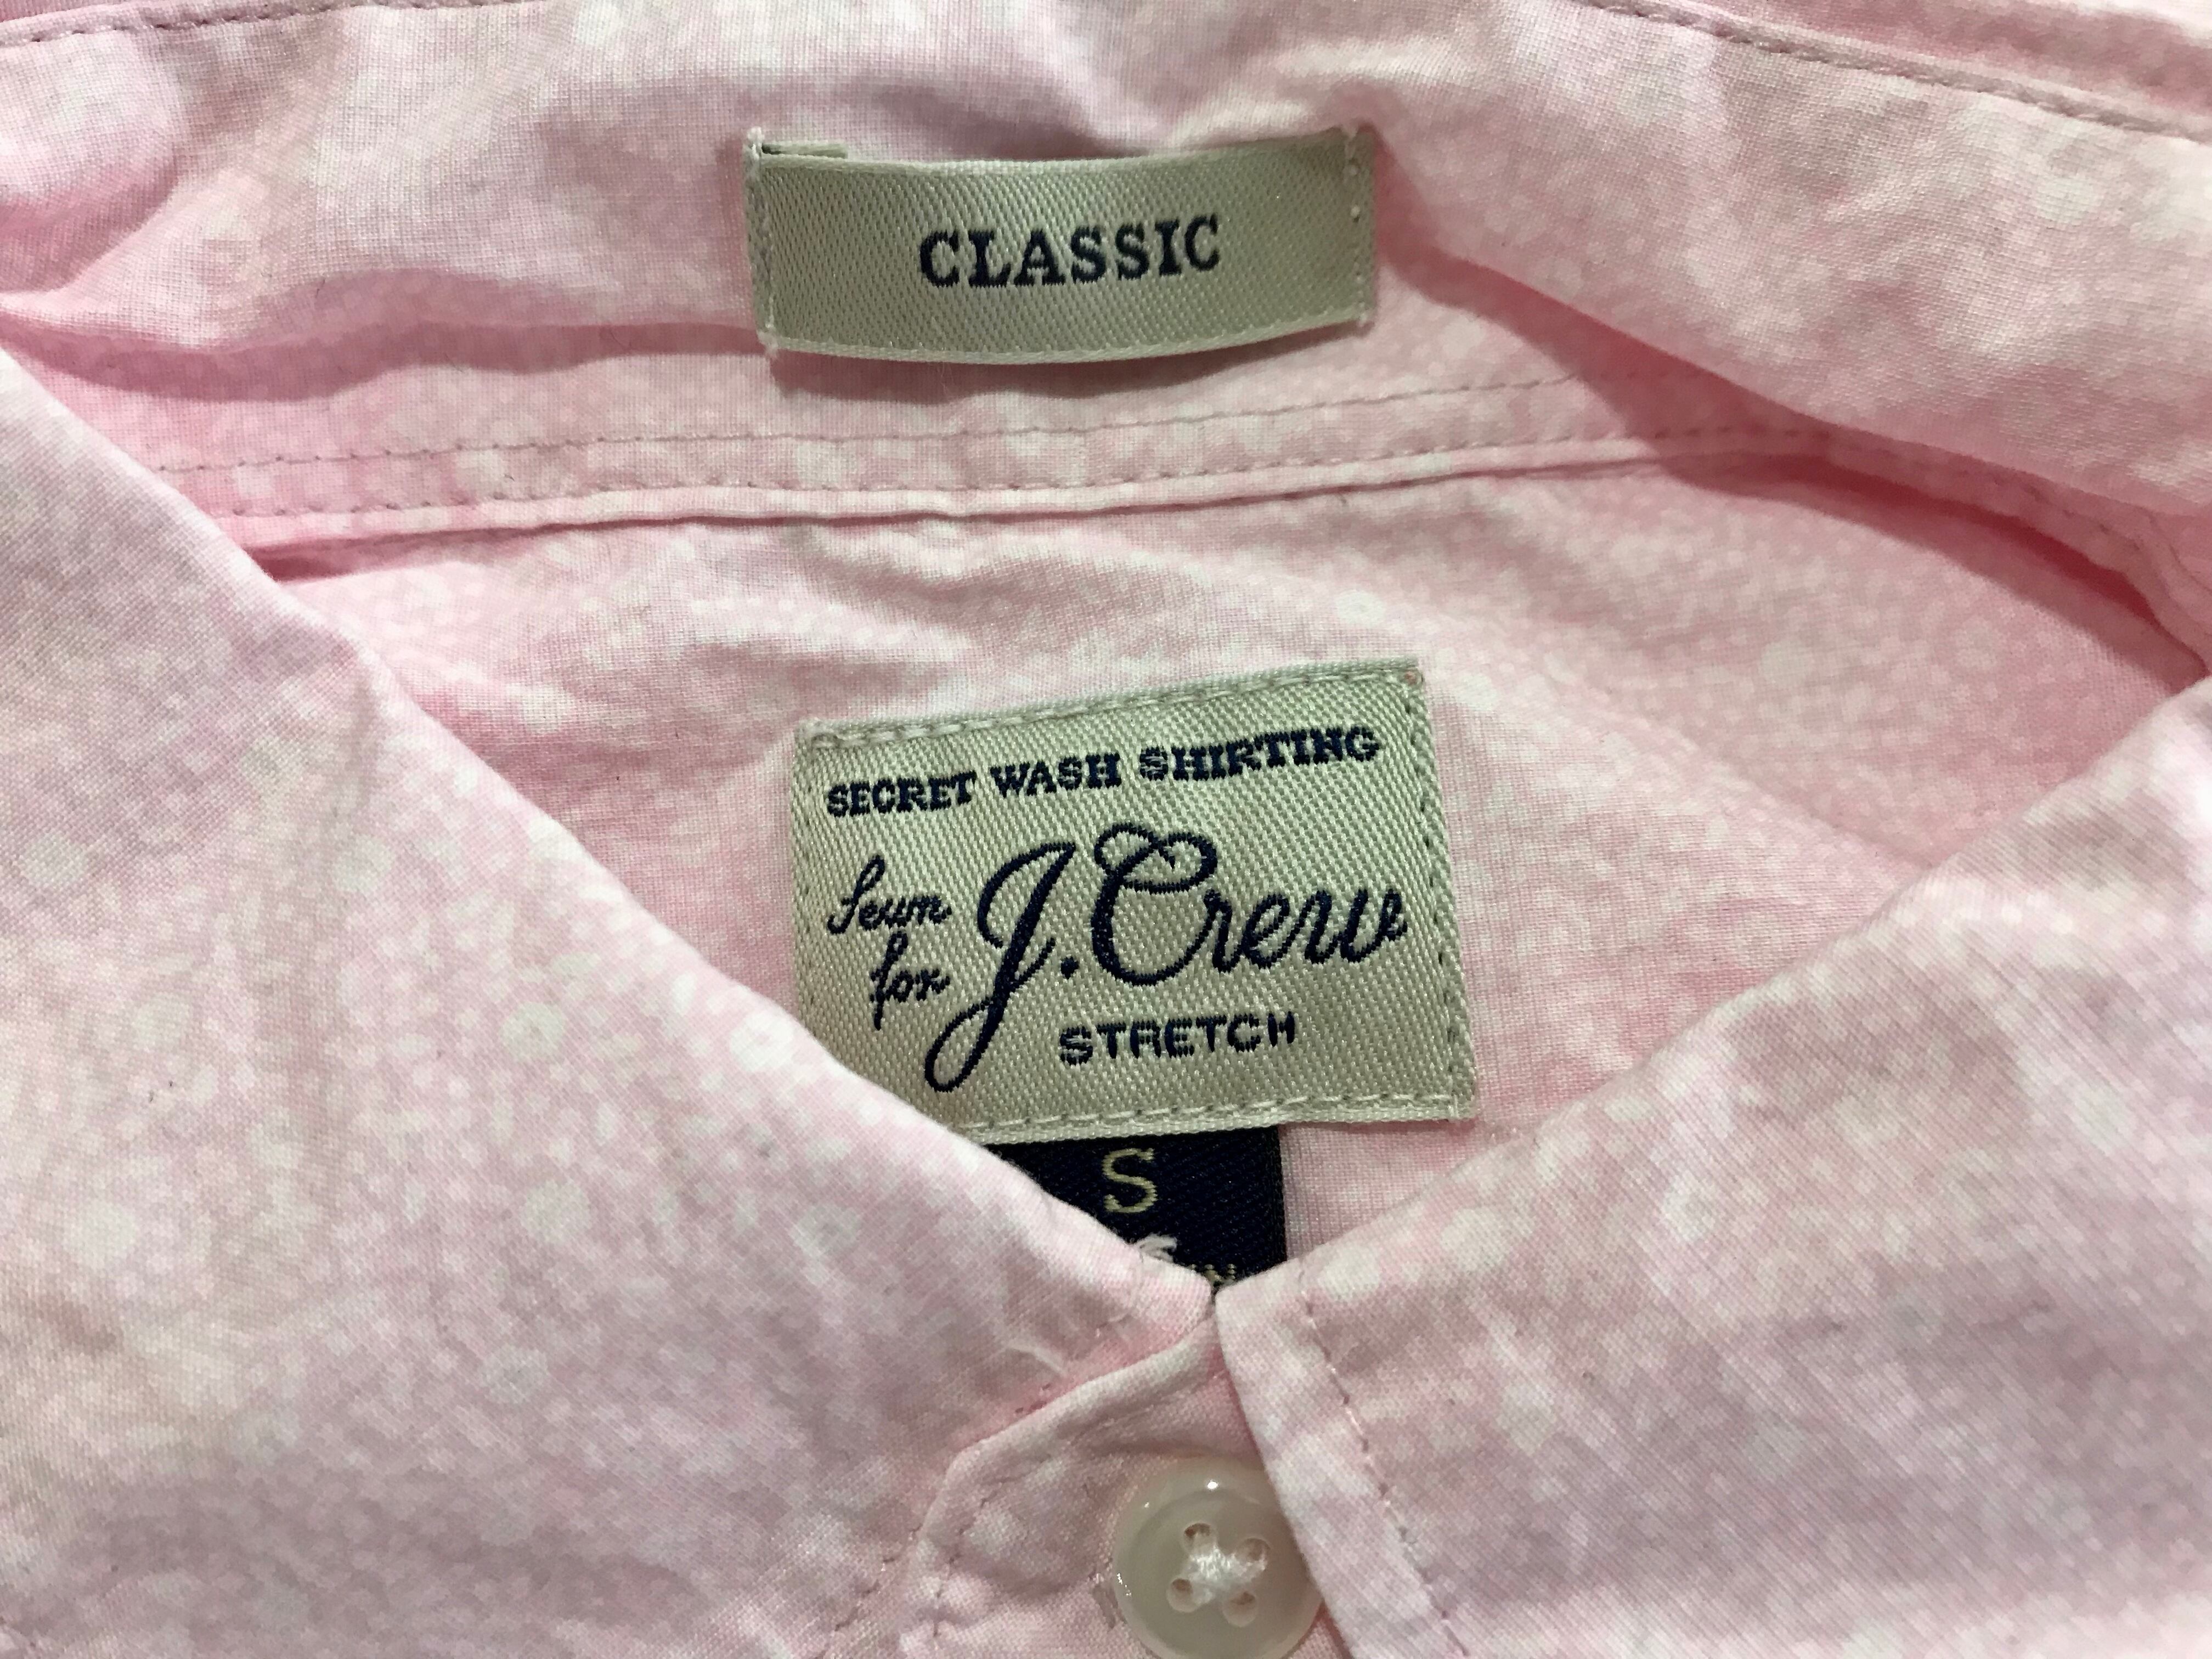 CLASSIC
SECRET WASH SHIRTING
Sewn
for
J.Crew
STRETCH
S